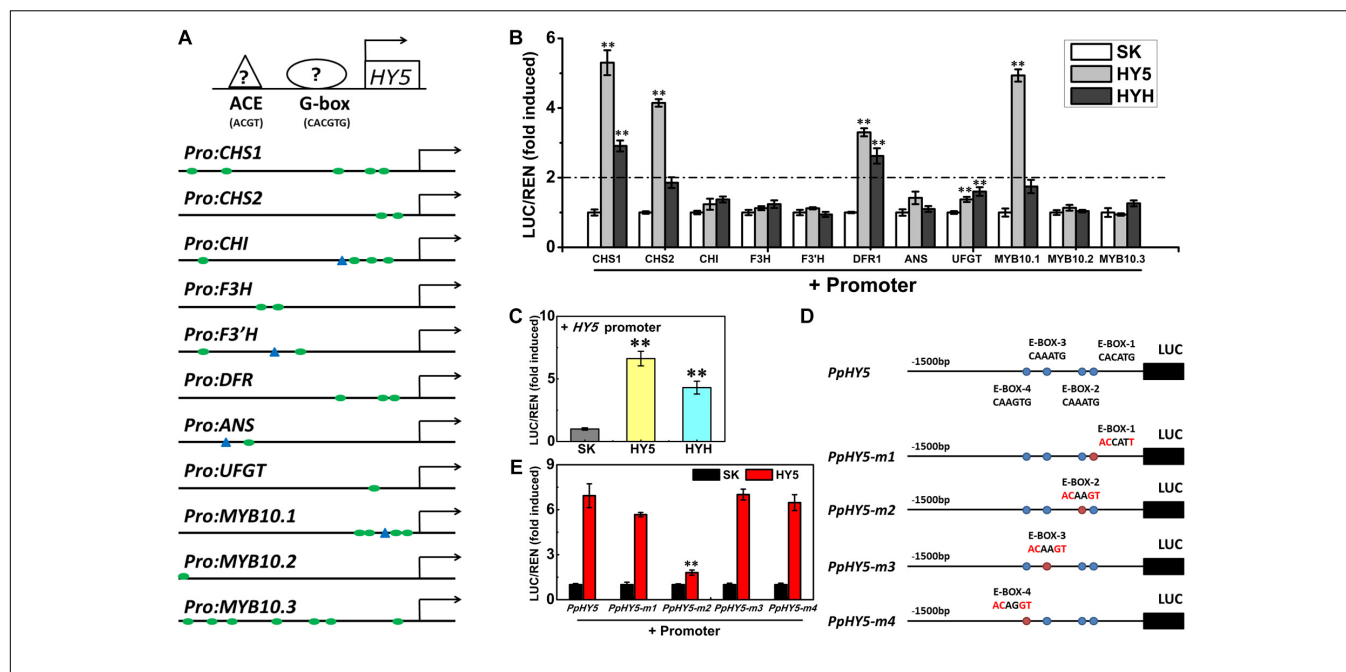 A
?
?
HY5
ACE
G-box
(ACGT)
(CACGTG)
Pro:CHS1
Pro:CHS2
Pro:CHI
Pro:F3H
Pro:F3'H
Pro:DFR
Pro:ANS
Pro:UFGT
Pro:MYB10.1
Pro:MYB10.2
Pro:MYB10.3
B
LUC/REN (fold induced)
6
4
2
0
SK
HY5
HYH
**
**
**
**
**
**
**
**
CHS1 CHS2 CHI F3H F3'H DFR1 ANS UFGT MYB10.1 MYB10.2 MYB10.3
+ Promoter
C
LUC/REN (fold induced)
10
5
0
+ HY5 promoter
**
**
SK HY5 HYH
E
LUC/REN (fold induced)
9
6
3
0
SK HY5
**
PpHY5 PpHY5-m1 PpHY5-m2 PpHY5-m3 PpHY5-m4
+ Promoter
D
E-BOX-3
CAAATG
E-BOX-1
CACATG
LUC
-1500bp
PpHY5
E-BOX-4
CAAGTG
E-BOX-2
CAAATG
E-BOX-1
ACCATT
LUC
-1500bp
PpHY5-m1
E-BOX-2
ACAAGT
LUC
-1500bp
PpHY5-m2
E-BOX-3
ACAAGT
LUC
-1500bp
PpHY5-m3
E-BOX-4
ACAGGT
LUC
-1500bp
PpHY5-m4